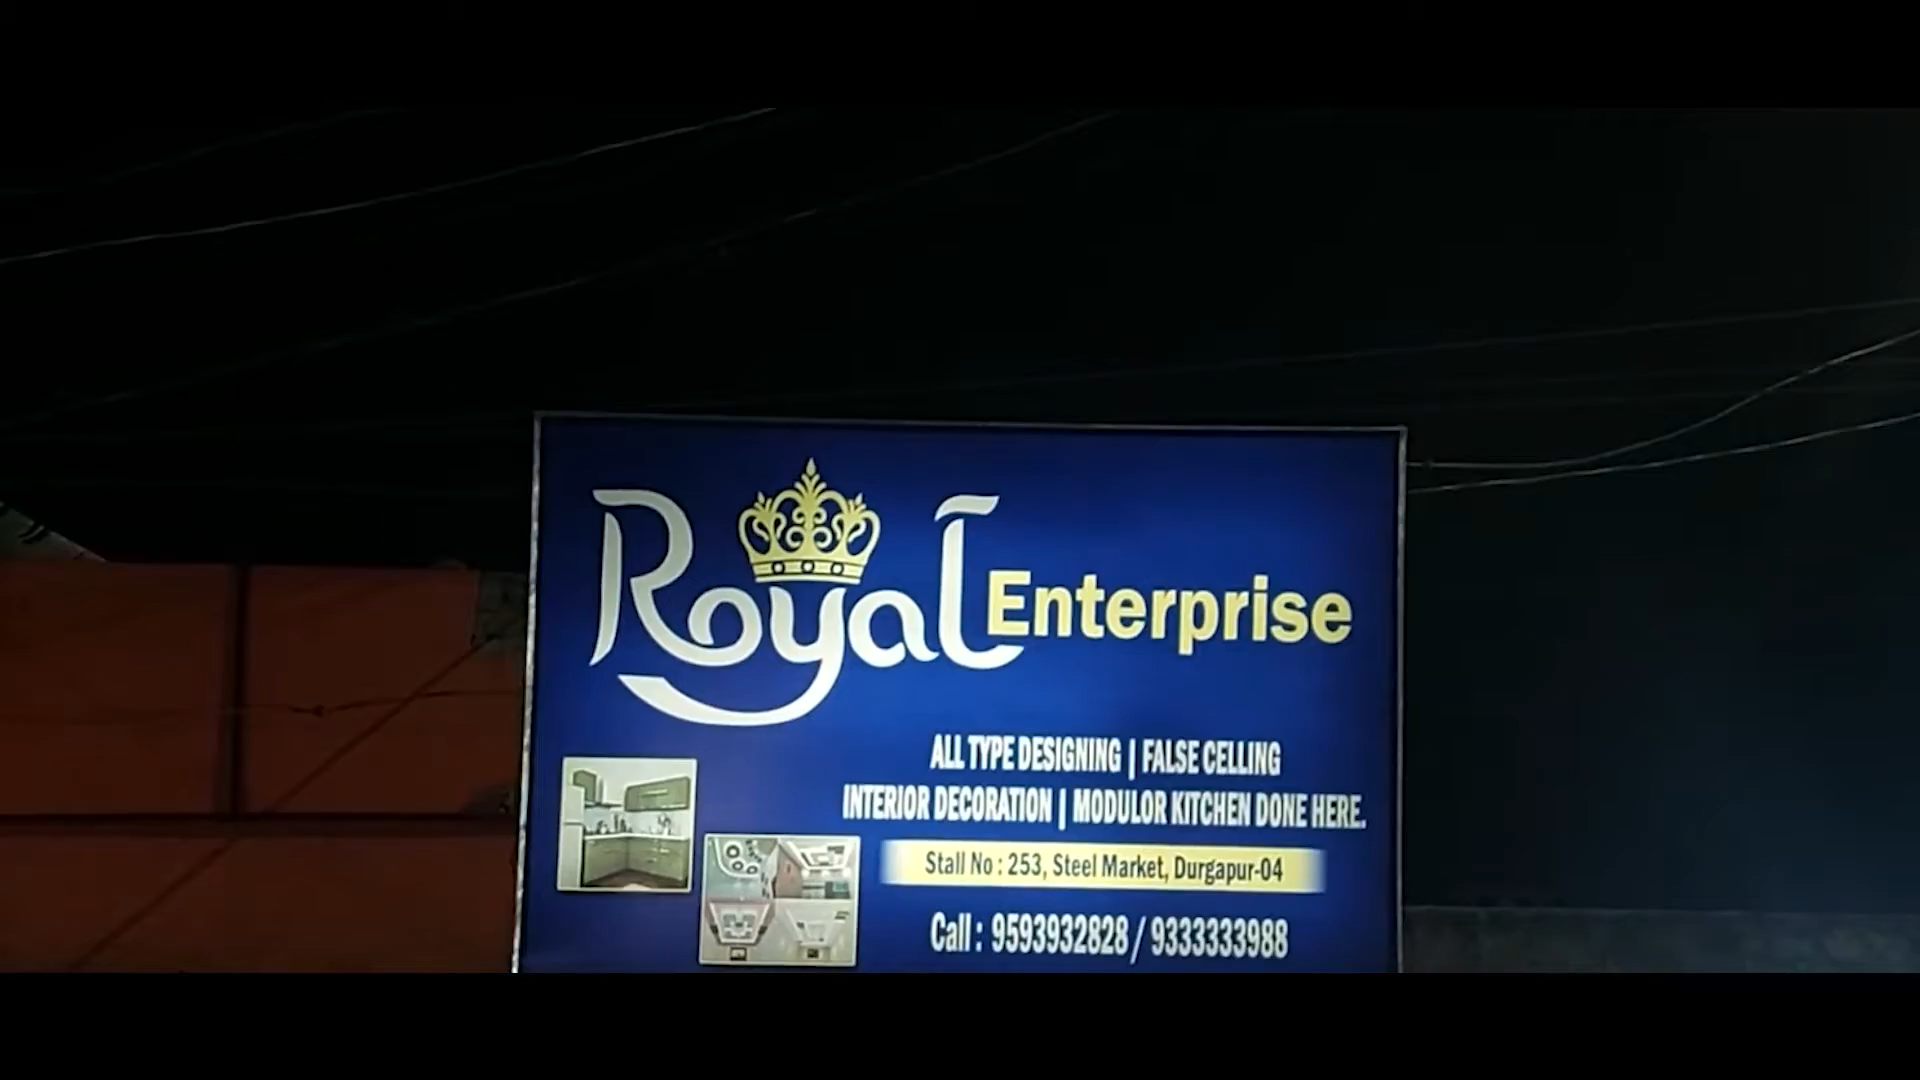 Royal Enterprise
ALL TYPE DESIGNING | FALSE CELLING
INTERIOR DECORATION | MODULOR KITCHEN DONE HERE.
Stall No : 253, Steel Market, Durgapur-04
Call : 9593932828 / 9333333988